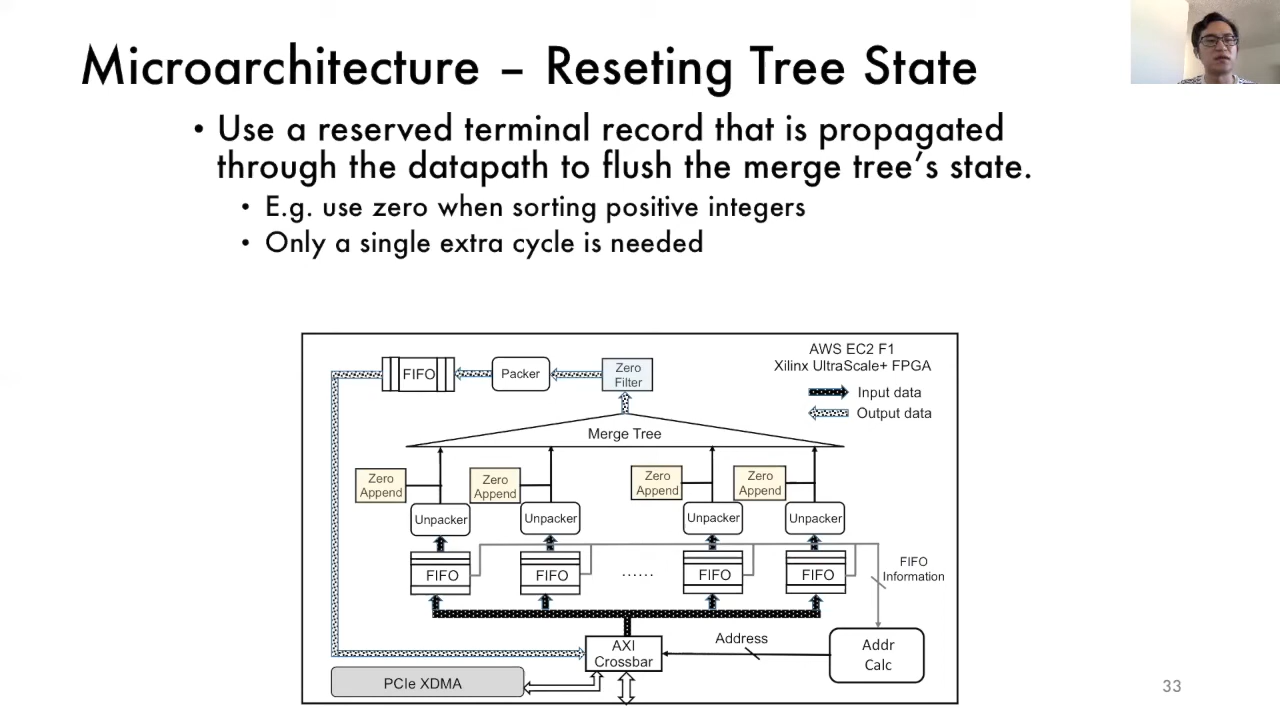 Microarchitecture – Reseting Tree State
• Use a reserved terminal record that is propagated
through the datapath to flush the merge tree's state.
• E.g. use zero when sorting positive integers
• Only a single extra cycle is needed
AWS EC2 F1
Xilinx UltraScale+ FPGA
Input data
Output data
FIFO
Packer
Zero
Filter
Merge Tree
Zero
Append
Zero
Append
Zero
Append
Zero
Append
Unpacker
Unpacker
Unpacker
Unpacker
FIFO
FIFO
......
FIFO
FIFO
FIFO
Information
AXI
Crossbar
Address
Addr
Calc
PCIe XDMA
33